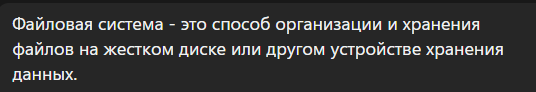 Файловая система - это способ организации и хранения
файлов на жестком диске или другом устройстве хранения
данных.